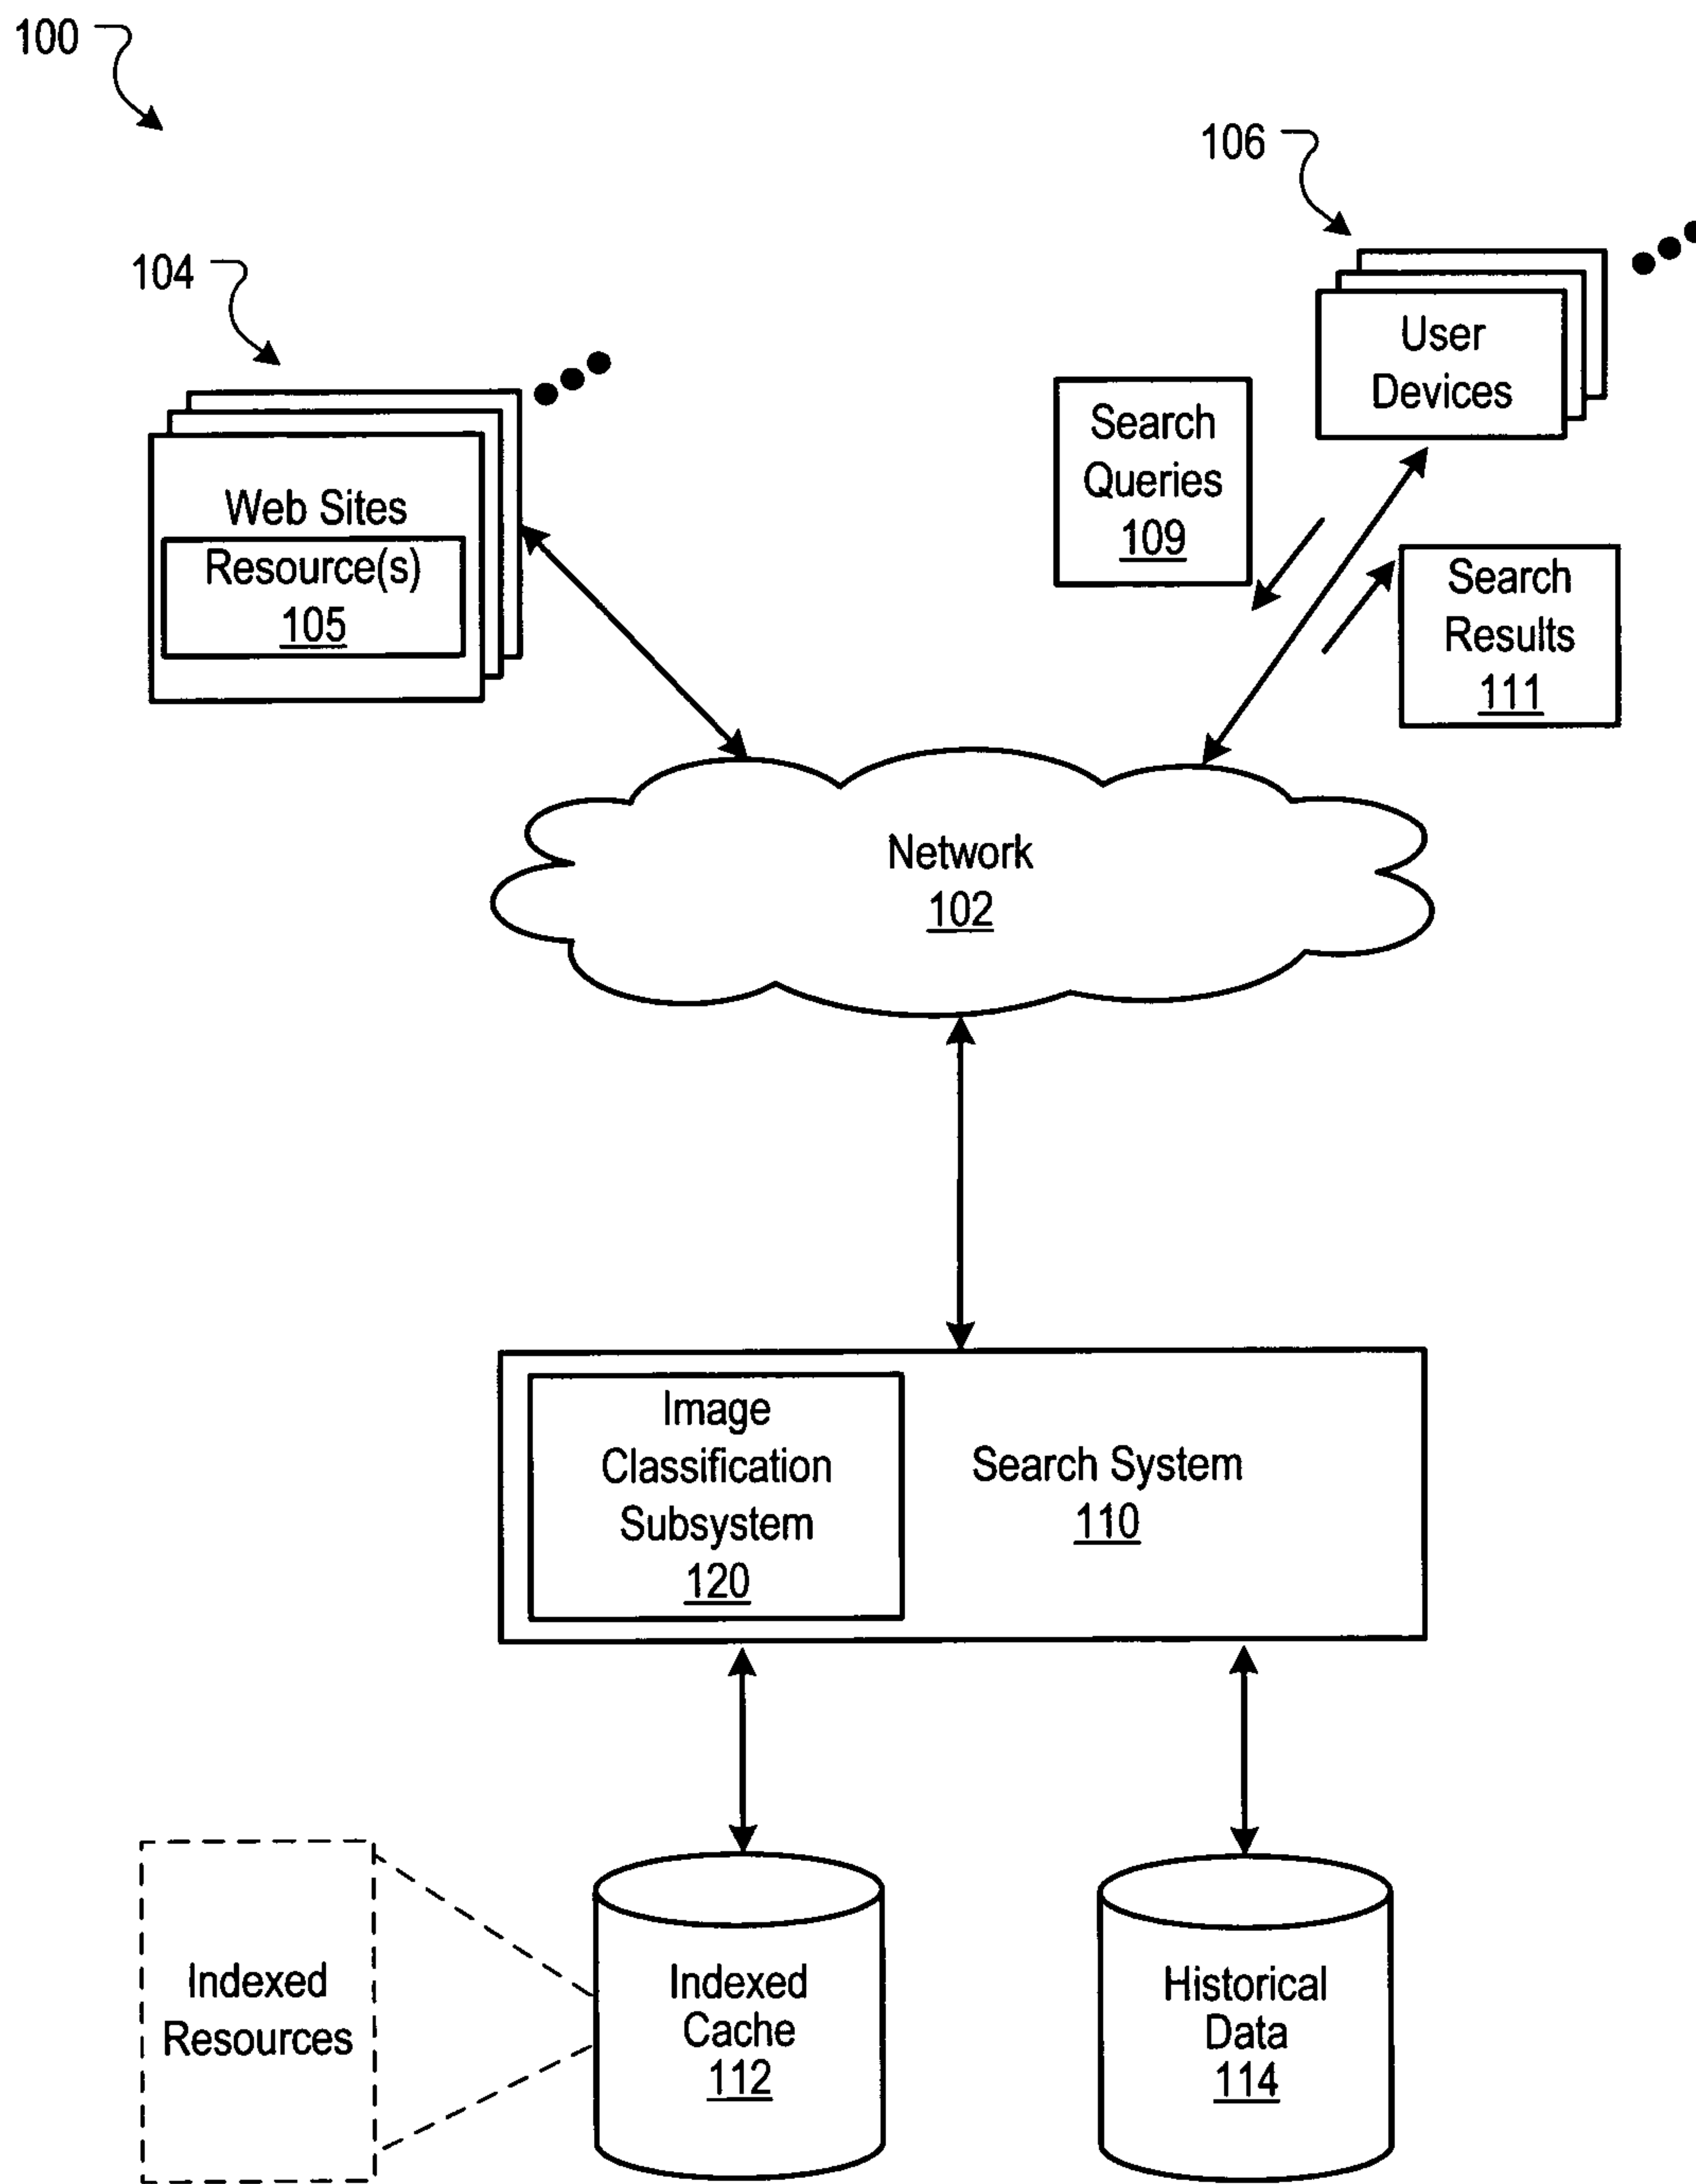 100
106
104
User
Devices
Search
Queries
109
Web Sites
Resource(s)
105
Search
Results
111
Network
102
Image
Classification
Subsystem
120
Search System
110
Indexed
Resources
Indexed
Cache
112
Historical
Data
114